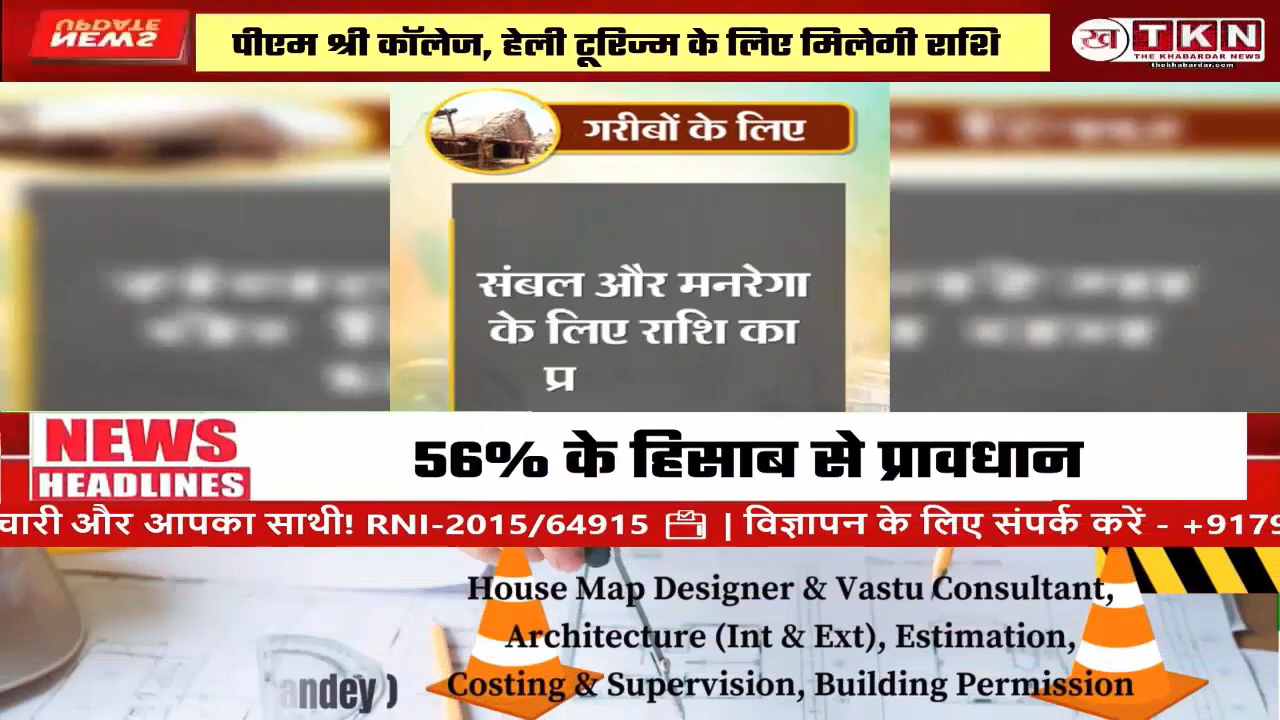 UPDATE
NEWS
पीएम श्री कॉलेज, हेली टूरिज्म के लिए मिलेगी राशि
ख TKN
THE KHABARDAR NEWS
thekhabardar.com
गरीबों के लिए
संबल और मनरेगा
के लिए राशि का
प्र
NEWS
HEADLINES
56% के हिसाब से प्रावधान
चारी और आपका साथी! RNI-2015/64915 | विज्ञापन के लिए संपर्क करें - +9179
House Map Designer & Vastu Consultant,
Architecture (Int & Ext), Estimation,
andey )
Costing & Supervision, Building Permission